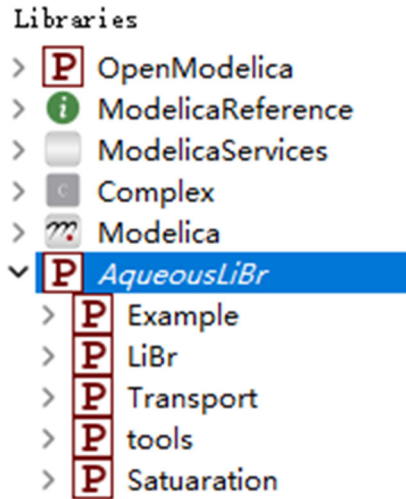 Libraries
P OpenModelica
i ModelicaReference
ModelicaServices
C Complex
m Modelica
P AqueousLiBr
P Example
P LiBr
P Transport
P tools
P Satuaration